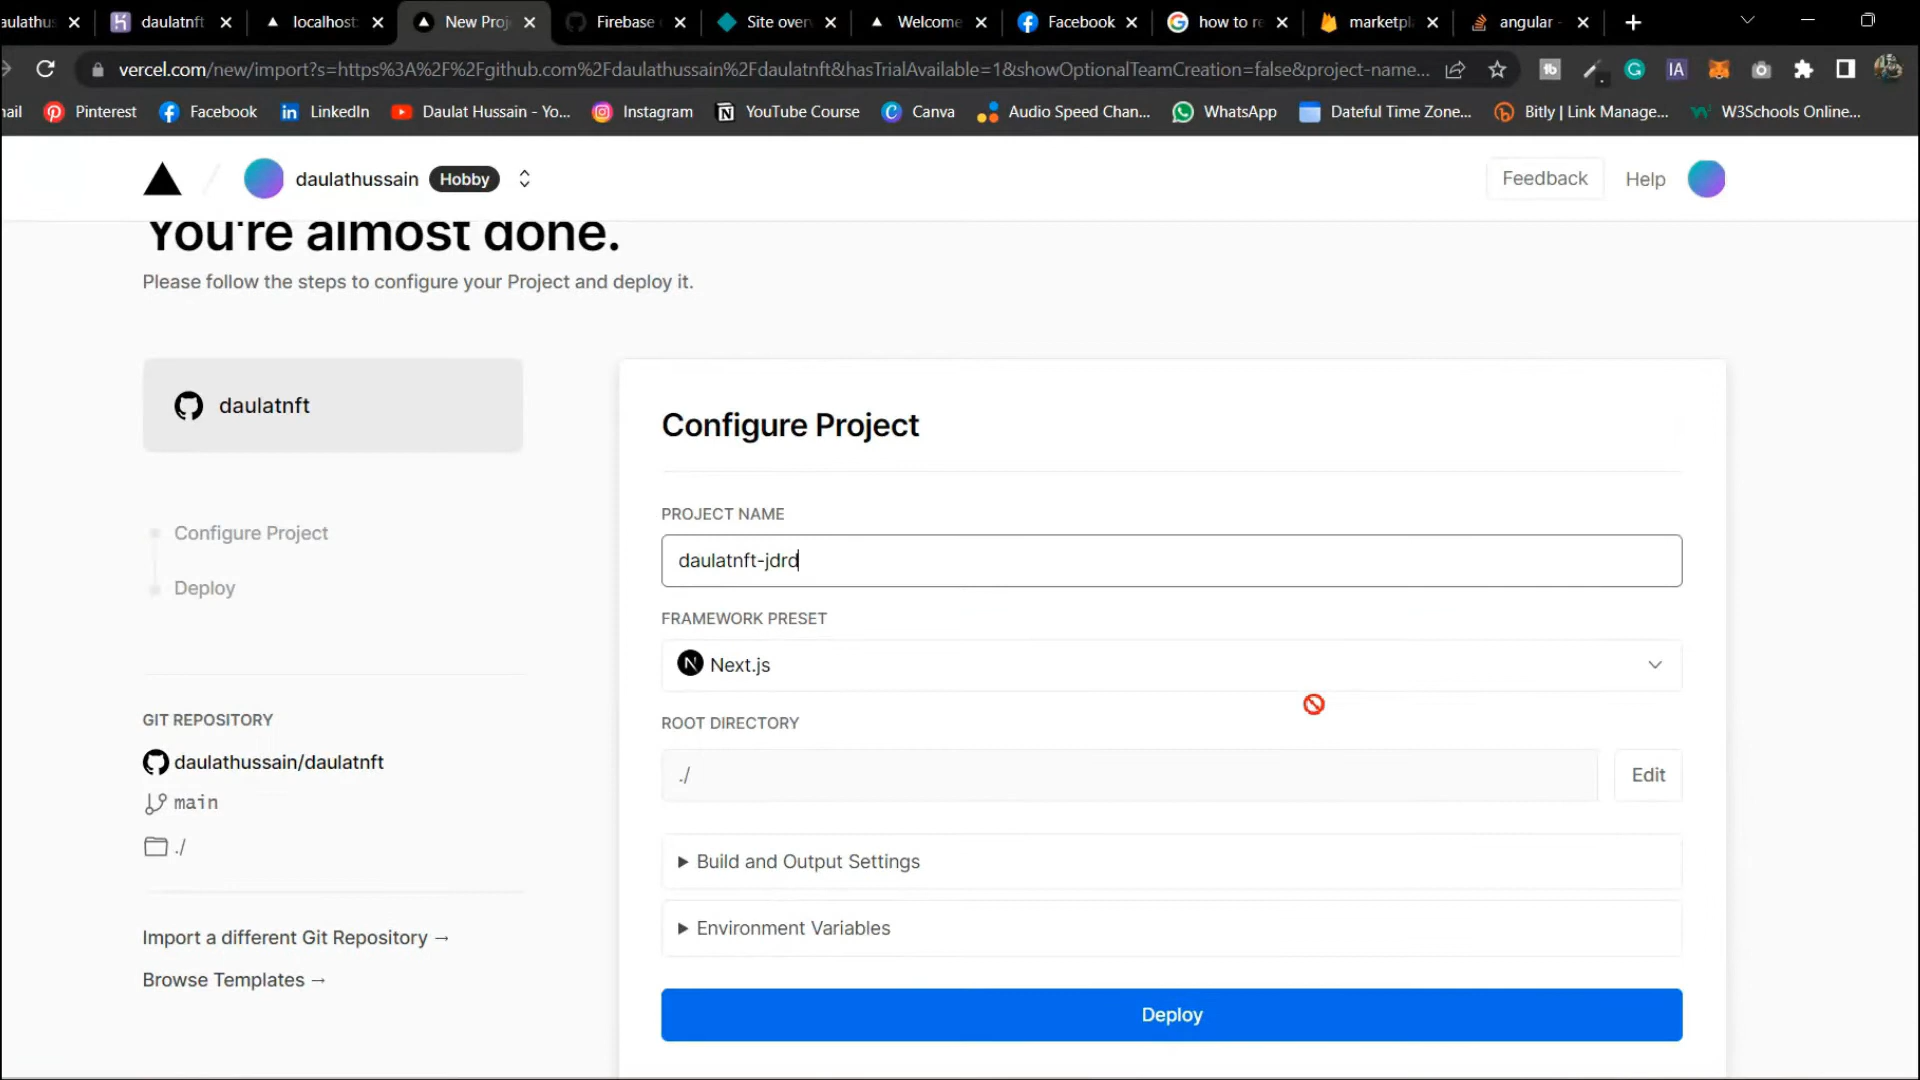 aulathus
daulatnft
localhost:
New Proj
Firebase
Site over
Welcome
Facebook
how to re
marketpl
angular -
vercel.com/new/import?s=https%3A%2F%2Fgithub.com%2Fdaulathussain%2Fdaulatnft&hasTrialAvailable=1&showOptionalTeamCreation=false&project-name...
nail
Pinterest
Facebook
LinkedIn
Daulat Hussain - Yo...
Instagram
YouTube Course
Canva
Audio Speed Chan...
WhatsApp
Dateful Time Zone...
Bitly | Link Manage...
W3Schools Online...
daulathussain Hobby
Feedback
Help
You're almost done.
Please follow the steps to configure your Project and deploy it.
daulatnft
Configure Project
Deploy
GIT REPOSITORY
daulathussain/daulatnft
main
./
Import a different Git Repository →
Browse Templates →
Configure Project
PROJECT NAME
daulatnft-jdrd
FRAMEWORK PRESET
Next.js
ROOT DIRECTORY
./
Edit
Build and Output Settings
Environment Variables
Deploy